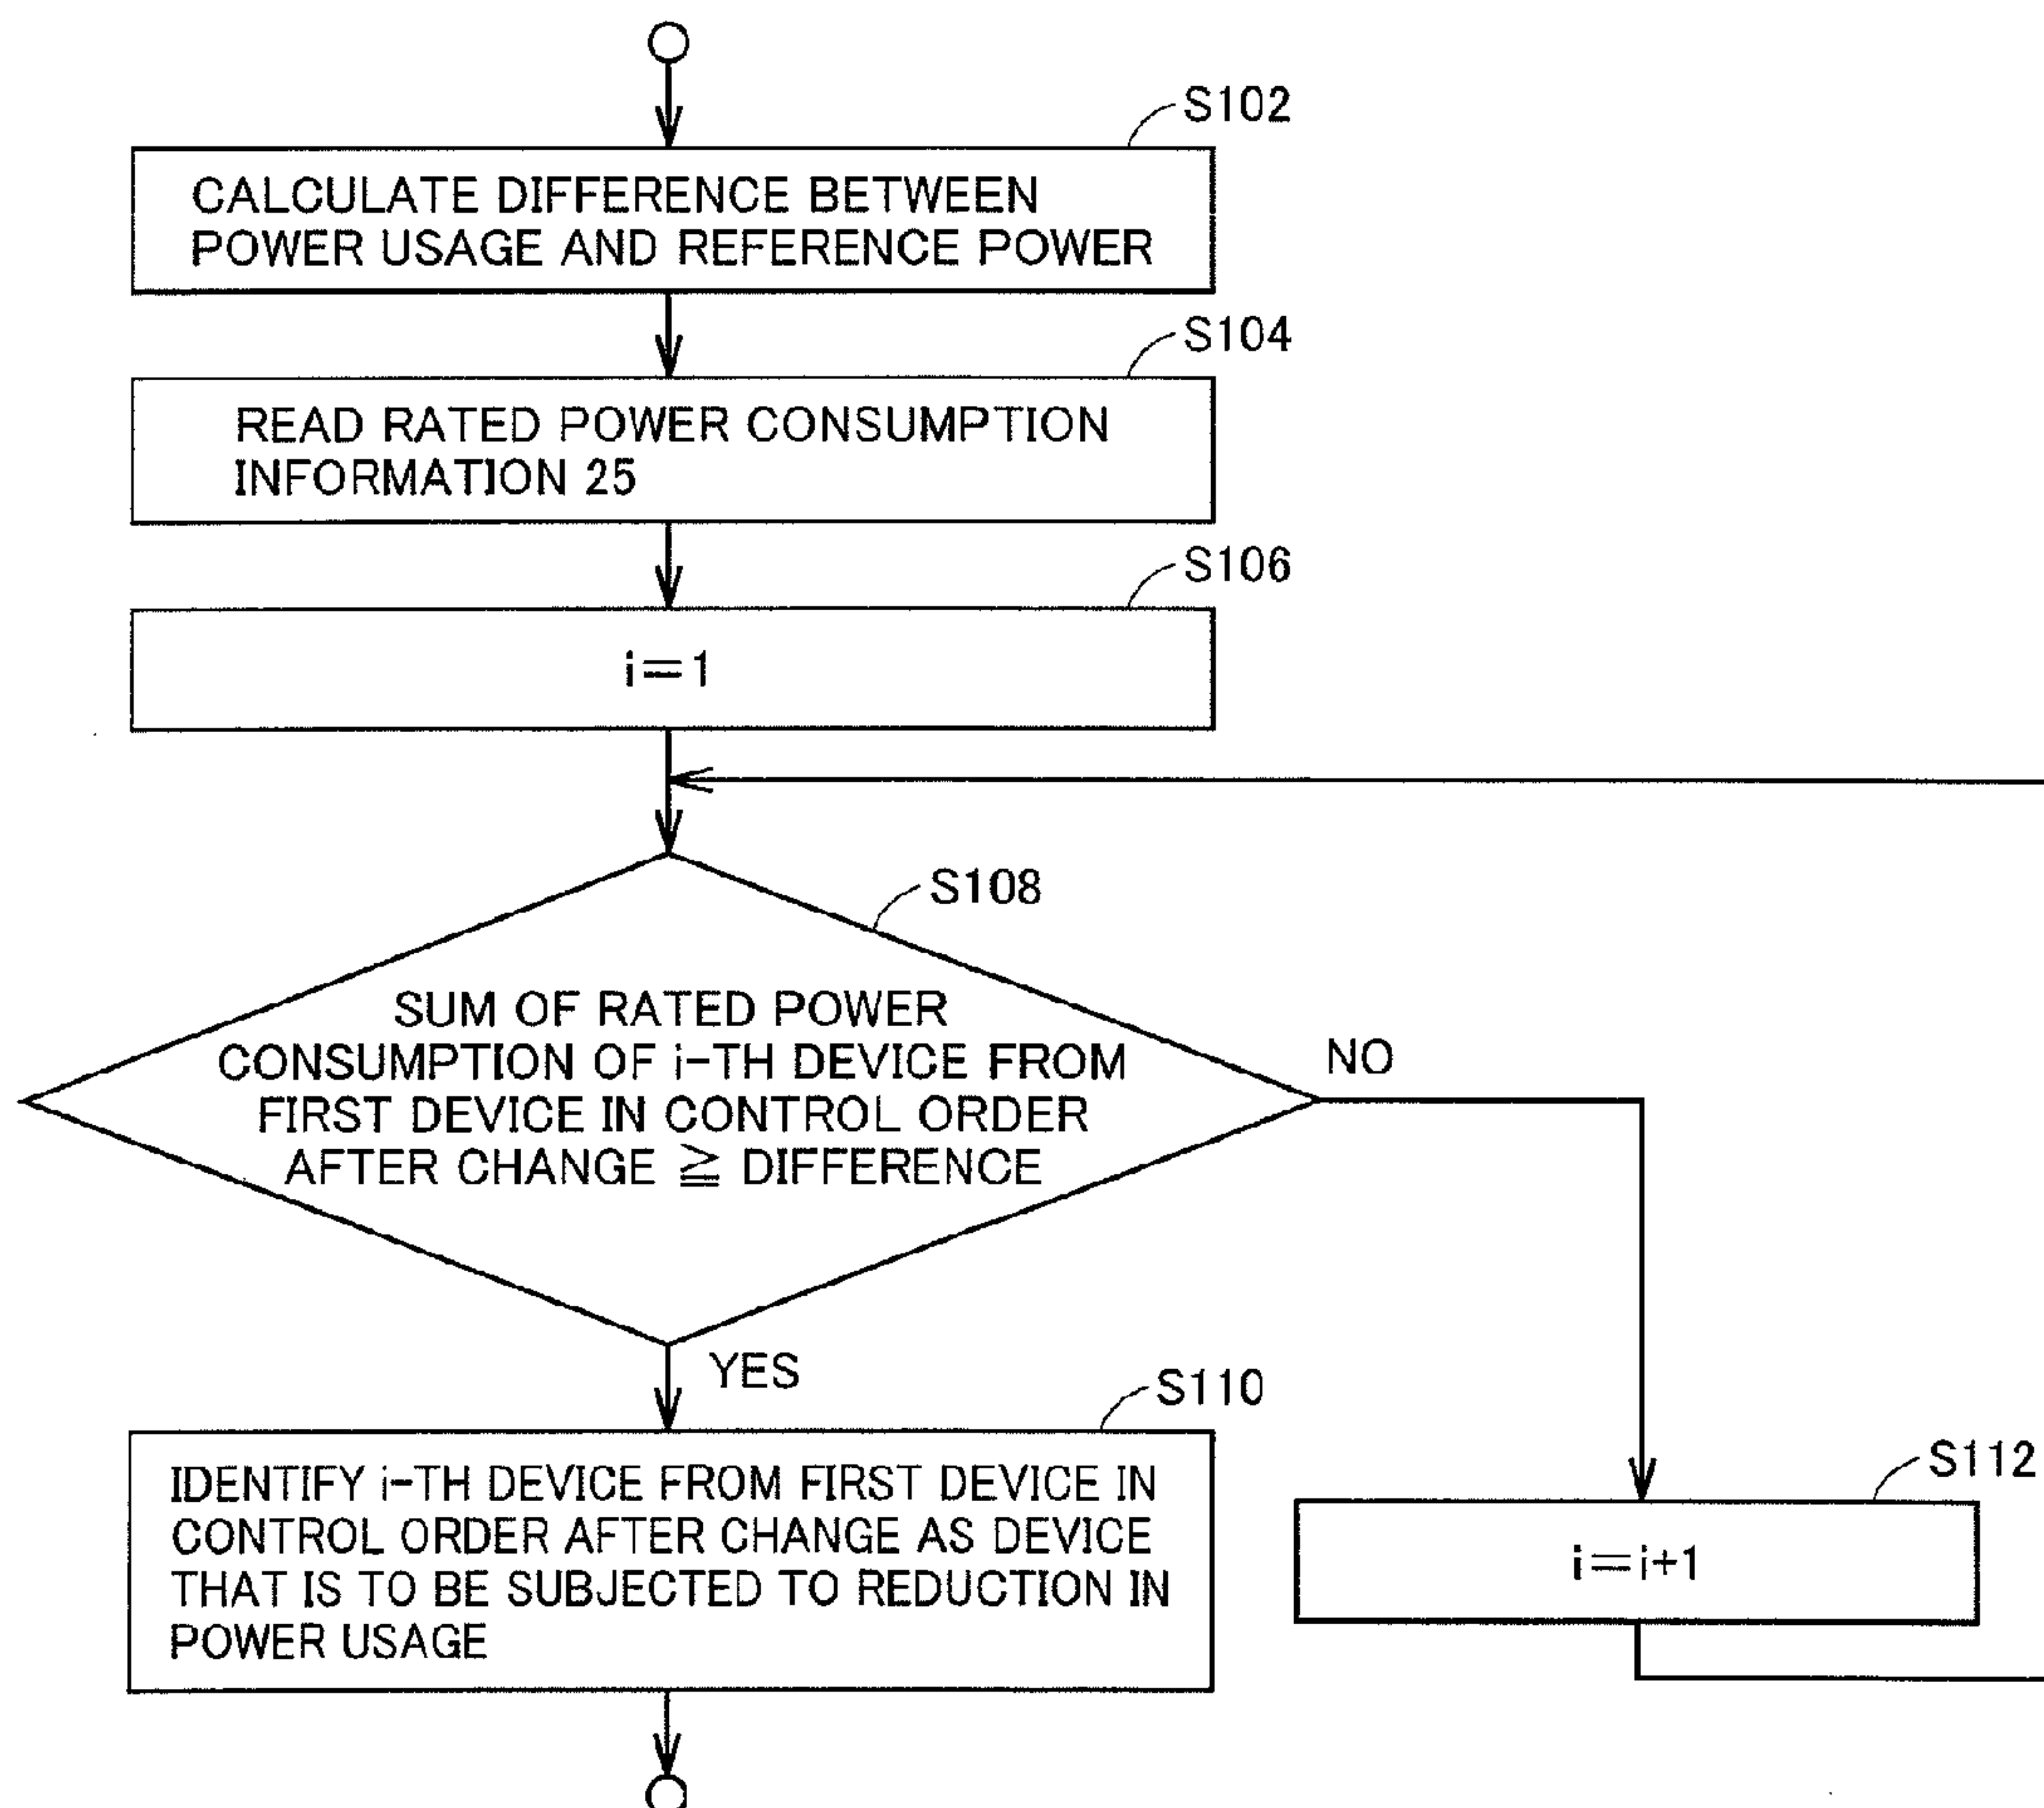 S102
CALCULATE DIFFERENCE BETWEEN
POWER USAGE AND REFERENCE POWER
S104
READ RATED POWER CONSUMPTION
INFORMATION 25
S106
i=1
S108
SUM OF RATED POWER
CONSUMPTION OF i-TH DEVICE FROM
FIRST DEVICE IN CONTROL ORDER
AFTER CHANGE ≧ DIFFERENCE
NO
YES
S110
IDENTIFY i-TH DEVICE FROM FIRST DEVICE IN
CONTROL ORDER AFTER CHANGE AS DEVICE
THAT IS TO BE SUBJECTED TO REDUCTION IN
POWER USAGE
S112
i=i+1